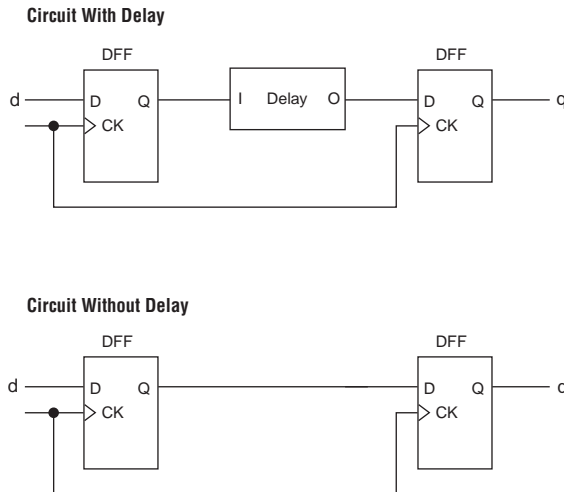 Circuit With Delay
DFF DFF
d D Q I Delay O D Q q
CK CK
Circuit Without Delay
DFF DFF
d D Q D Q
CK CK